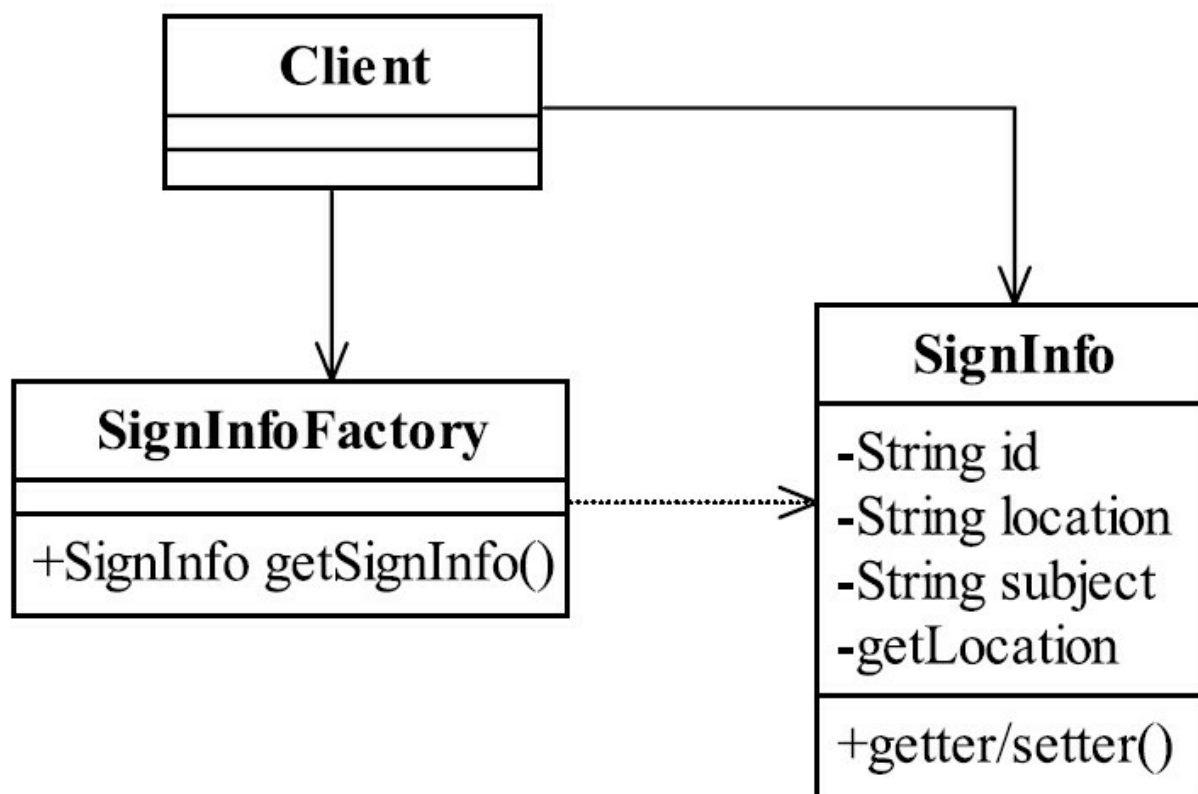 Client
SignInfoFactory
+SignInfo getSignInfo()
SignInfo
-String id
-String location
-String subject
-getLocation
+getter/setter()